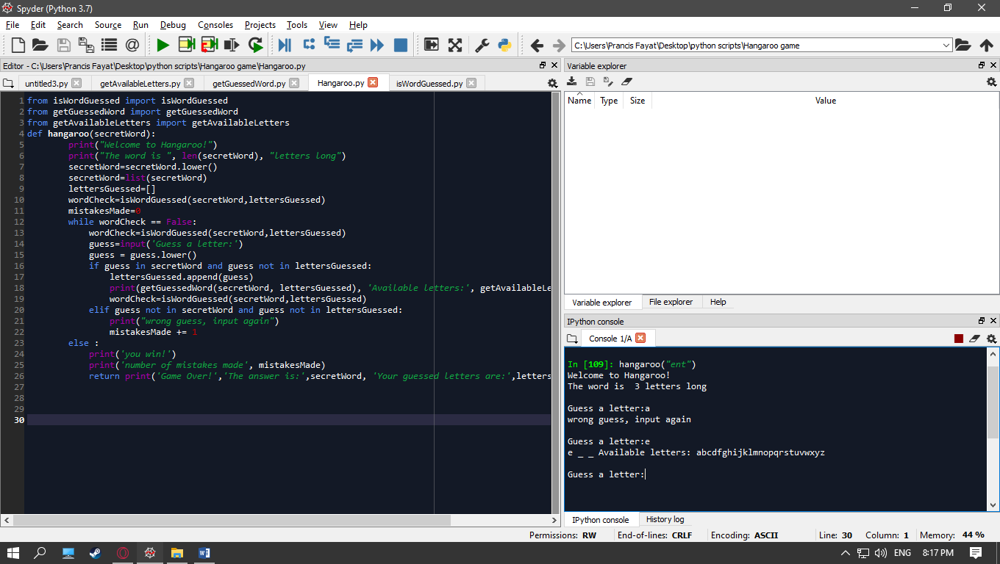 Spyder (Python 3.7)
File Edit Search Source Run Debug Consoles Projects Tools View Help
C:\Users\Prancis Fayat\Desktop\python scripts\Hangaroo game
Editor - C:\Users\Prancis Fayat\Desktop\python scripts\Hangaroo game\Hangaroo.py
untitled3.py getAvailableLetters.py getGuessedWord.py Hangaroo.py isWordGuessed.py
1 from isWordGuessed import isWordGuessed
2 from getGuessedWord import getGuessedWord
3 from getAvailableLetters import getAvailableLetters
4 def hangaroo(secretWord):
5 print("Welcome to Hangaroo!")
6 print("The word is ", len(secretWord), "letters long")
7 secretWord=secretWord.lower()
8 secretWord=list(secretWord)
9 lettersGuessed=[]
10 wordCheck=isWordGuessed(secretWord,lettersGuessed)
11 mistakesMade=0
12 while wordCheck == False:
13 wordCheck=isWordGuessed(secretWord,lettersGuessed)
14 guess=input('Guess a letter:')
15 guess = guess.lower()
16 if guess in secretWord and guess not in lettersGuessed:
17 lettersGuessed.append(guess)
18 print(getGuessedWord(secretWord, lettersGuessed), 'Available letters:', getAvailableLe
19 wordCheck=isWordGuessed(secretWord,lettersGuessed)
20 elif guess not in secretWord and guess not in lettersGuessed:
21 print("wrong guess, input again")
22 mistakesMade += 1
23 else :
24 print('you win!')
25 print('number of mistakes made', mistakesMade)
26 return print('Game Over!','The answer is:',secretWord, 'Your guessed letters are:',letters
27
28
29
30
Variable explorer
Name Type Size Value
Variable explorer File explorer Help
IPython console
Console 1/A
In [109]: hangaroo("ent")
Welcome to Hangaroo!
The word is  3 letters long
Guess a letter:a
wrong guess, input again
Guess a letter:e
e _ _ Available letters: abcdfghijklmnopqrstuvwxyz
Guess a letter:
IPython console History log
Permissions: RW End-of-lines: CRLF Encoding: ASCII Line: 30 Column: 1 Memory: 44 %
ENG 8:17 PM